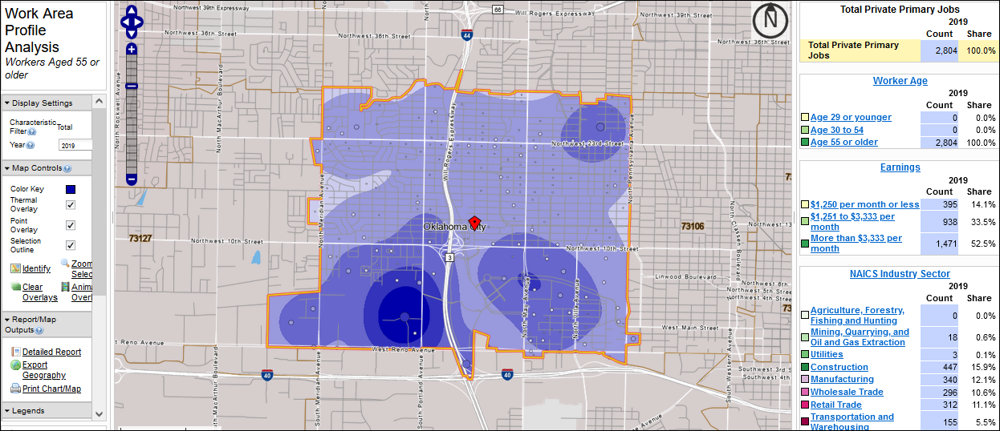 Work Area
Profile
Analysis
Workers Aged 55 or
older
Display Settings
Characteristic
Filter
Total
Year
2019
Map Controls
Color Key
Thermal
Overlay
Point
Overlay
Selection
Outline
Identify
Zoom
Selec
Clear
Overlays
Anima
Over
Report/Map
Outputs
Detailed Report
Export
Geography
Print Chart/Map
Legends
Northwest 39th Expressway
66
Will Rogers Expressway
Northwest 39th Street
Northwest 36th Street
44
Northwest 36th Street
N
North Rockwell Avenue
North MacArthur Boulevard
Will Rogers Expressway
Northwest 23rd Street
North Pennsylvania Avenue
North Meridian Avenue
Oklahoma City
73127
73106
Northwest 10th Street
Northwest 10th Street
3
North Classen Boulevard
Linwood Boulevard
North May Avenue
North Villa Avenue
Northwest 6th
Northwest 5th Street
Northwest 4th Street
West Main Street
est Reno Avenue
West Reno Avenue
40
40
Southwest 3rd S
Southwest 4th
South MacArthur Boulevard
South Meridian Avenue
South Portland Avenue
South Western Avenue
Total Private Primary Jobs
2019
Count Share
Total Private Primary
Jobs
2,804 100.0%
Worker Age
2019
Count Share
Age 29 or younger 0 0.0%
Age 30 to 54 0 0.0%
Age 55 or older 2,804 100.0%
Earnings
2019
Count Share
$1,250 per month or less 395 14.1%
$1,251 to $3,333 per
month
938 33.5%
More than $3,333 per
month
1,471 52.5%
NAICS Industry Sector
2019
Count Share
Agriculture, Forestry,
Fishing and Hunting
0 0.0%
Mining, Quarrying, and
Oil and Gas Extraction
18 0.6%
Utilities 3 0.1%
Construction 447 15.9%
Manufacturing 340 12.1%
Wholesale Trade 296 10.6%
Retail Trade 312 11.1%
Transportation and
Warehousing
155 5.5%